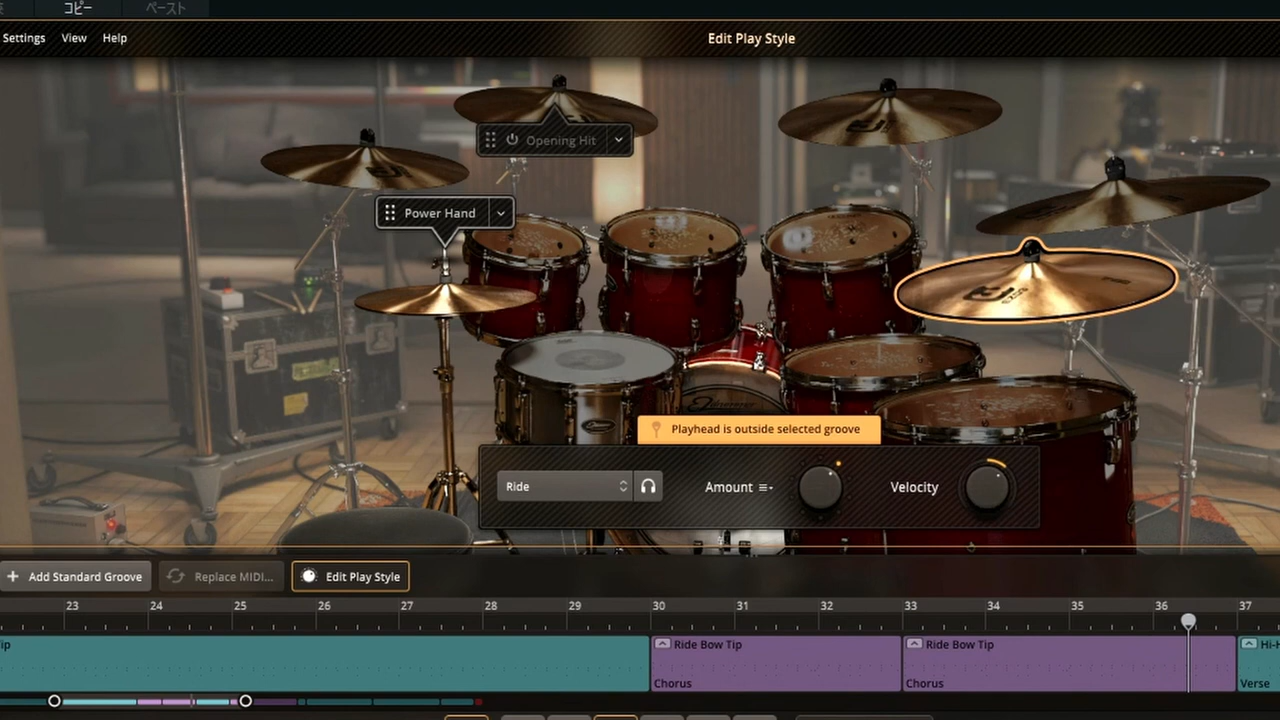 コピー
ペースト
Settings View Help
Edit Play Style
Opening Hit
Power Hand
Playhead is outside selected groove
Ride
Amount
Velocity
+ Add Standard Groove
Replace MIDI...
Edit Play Style
23 24 25 26 27 28 29 30 31 32 33 34 35 36 37
ip
Ride Bow Tip
Ride Bow Tip
Hi-H
Chorus
Chorus
Verse